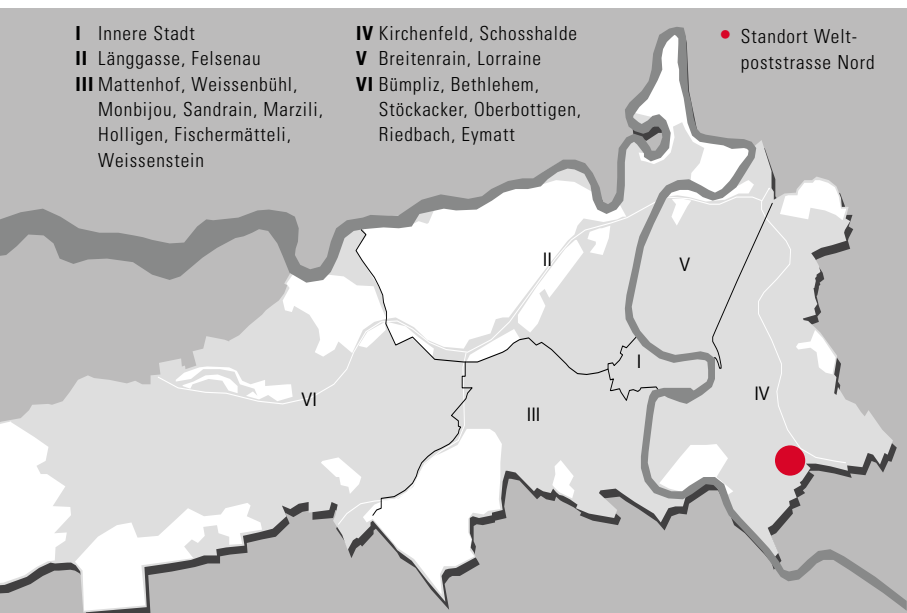 I Innere Stadt
II Länggasse, Felsenau
III Mattenhof, Weissenbühl,
Monbijou, Sandrain, Marzili,
Holligen, Fischermätteli,
Weissenstein
IV Kirchenfeld, Schosshalde
V Breitenrain, Lorraine
VI Bümpliz, Bethlehem,
Stöckacker, Oberbottigen,
Riedbach, Eymatt
Standort Welt-
poststrasse Nord
II
V
I
VI
IV
III